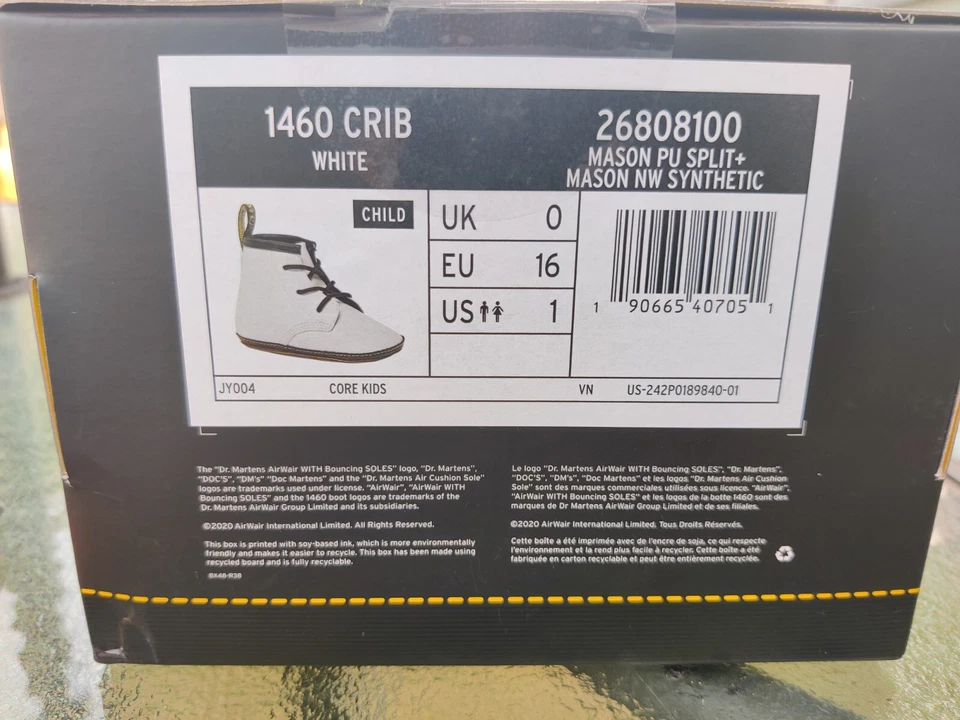 1460 CRIB
WHITE
26808100
MASON PU SPLIT+
MASON NW SYNTHETIC
CHILD
UK 0
EU 16
US 1
1 90665 40705 1
JY004 CORE KIDS VN US-242P0189840-01
The "Dr. Martens AirWair WITH Bouncing SOLES" logo, "Dr. Martens",
"DOC'S", "DM's" "Doc Martens" and the "Dr. Martens Air Cushion Sole"
logos are trademarks used under license. "AirWair", "AirWair WITH
Bouncing SOLES" and the 1460 boot logos are trademarks of the
Dr. Martens AirWair Group Limited and its subsidiaries.
©2020 AirWair International Limited. All Rights Reserved.
This box is printed with soy-based ink, which is more environmentally
friendly and makes it easier to recycle. This box has been made using
recycled board and is fully recyclable.
BX46-R38
Le logo "Dr. Martens AirWair WITH Bouncing SOLES", "Dr. Martens",
"DOC'S", "DM's", "Doc Martens" et les logos "Dr. Martens Air Cushion
Sole" sont des marques commerciales utilisées sous licence. "AirWair",
"AirWair WITH Bouncing SOLES" et les logos de la botte 1460 sont des
marques de Dr Martens AirWair Group Limited et de ses filiales.
©2020 AirWair International Limited. Tous Droits Réservés.
Cette boîte a été imprimée avec de l'encre de soja, ce qui respecte
l'environnement et la rend plus facile à recycler. Cette boîte a été
fabriquée en carton recyclable et peut être entièrement recyclée.